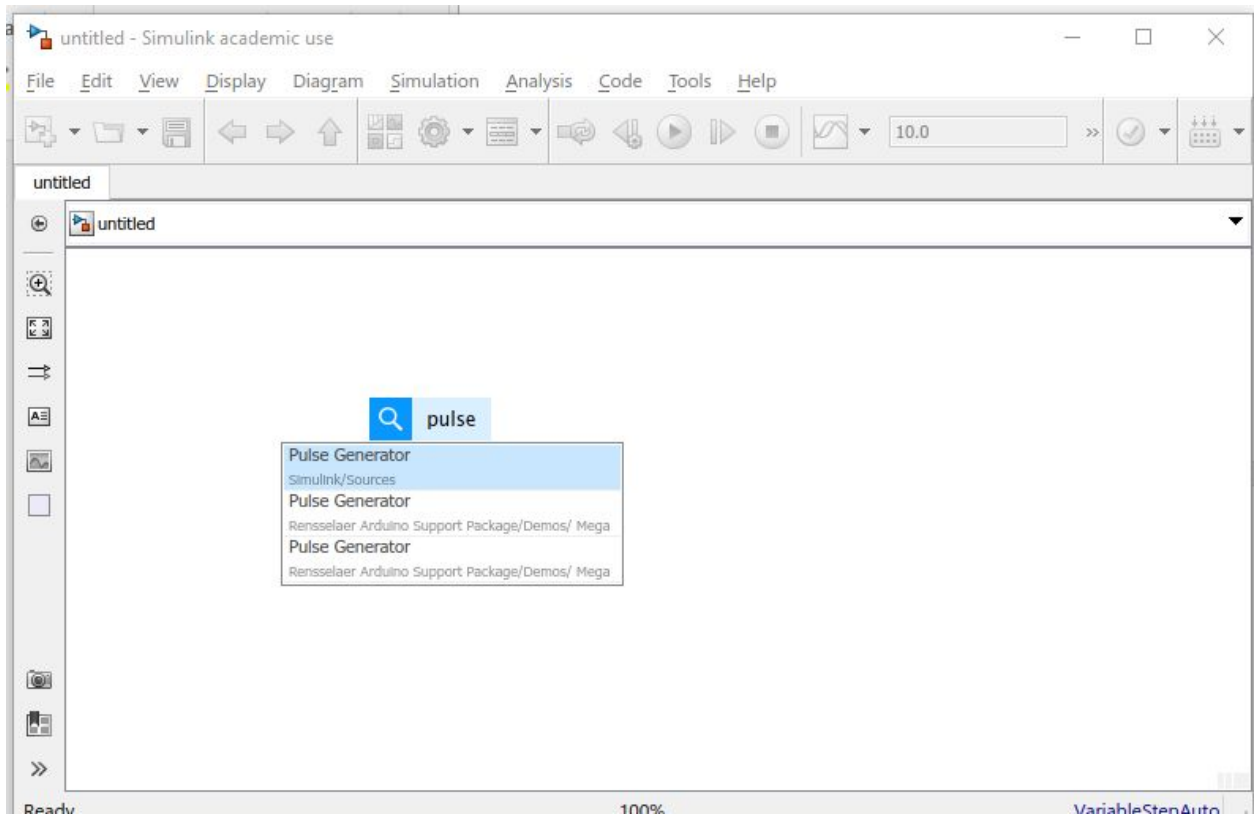 untitled - Simulink academic use
File Edit View Display Diagram Simulation Analysis Code Tools Help
10.0
untitled
untitled
pulse
Pulse Generator
Simulink/Sources
Pulse Generator
Rensselaer Arduino Support Package/Demos/ Mega
Pulse Generator
Rensselaer Arduino Support Package/Demos/ Mega
Ready 100% VariableStepAuto